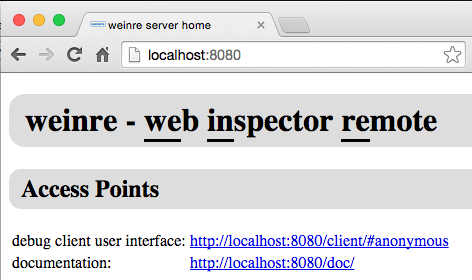 weinre server home
localhost:8080
weinre - web inspector remote
Access Points
debug client user interface: http://localhost:8080/client/#anonymous
documentation: http://localhost:8080/doc/